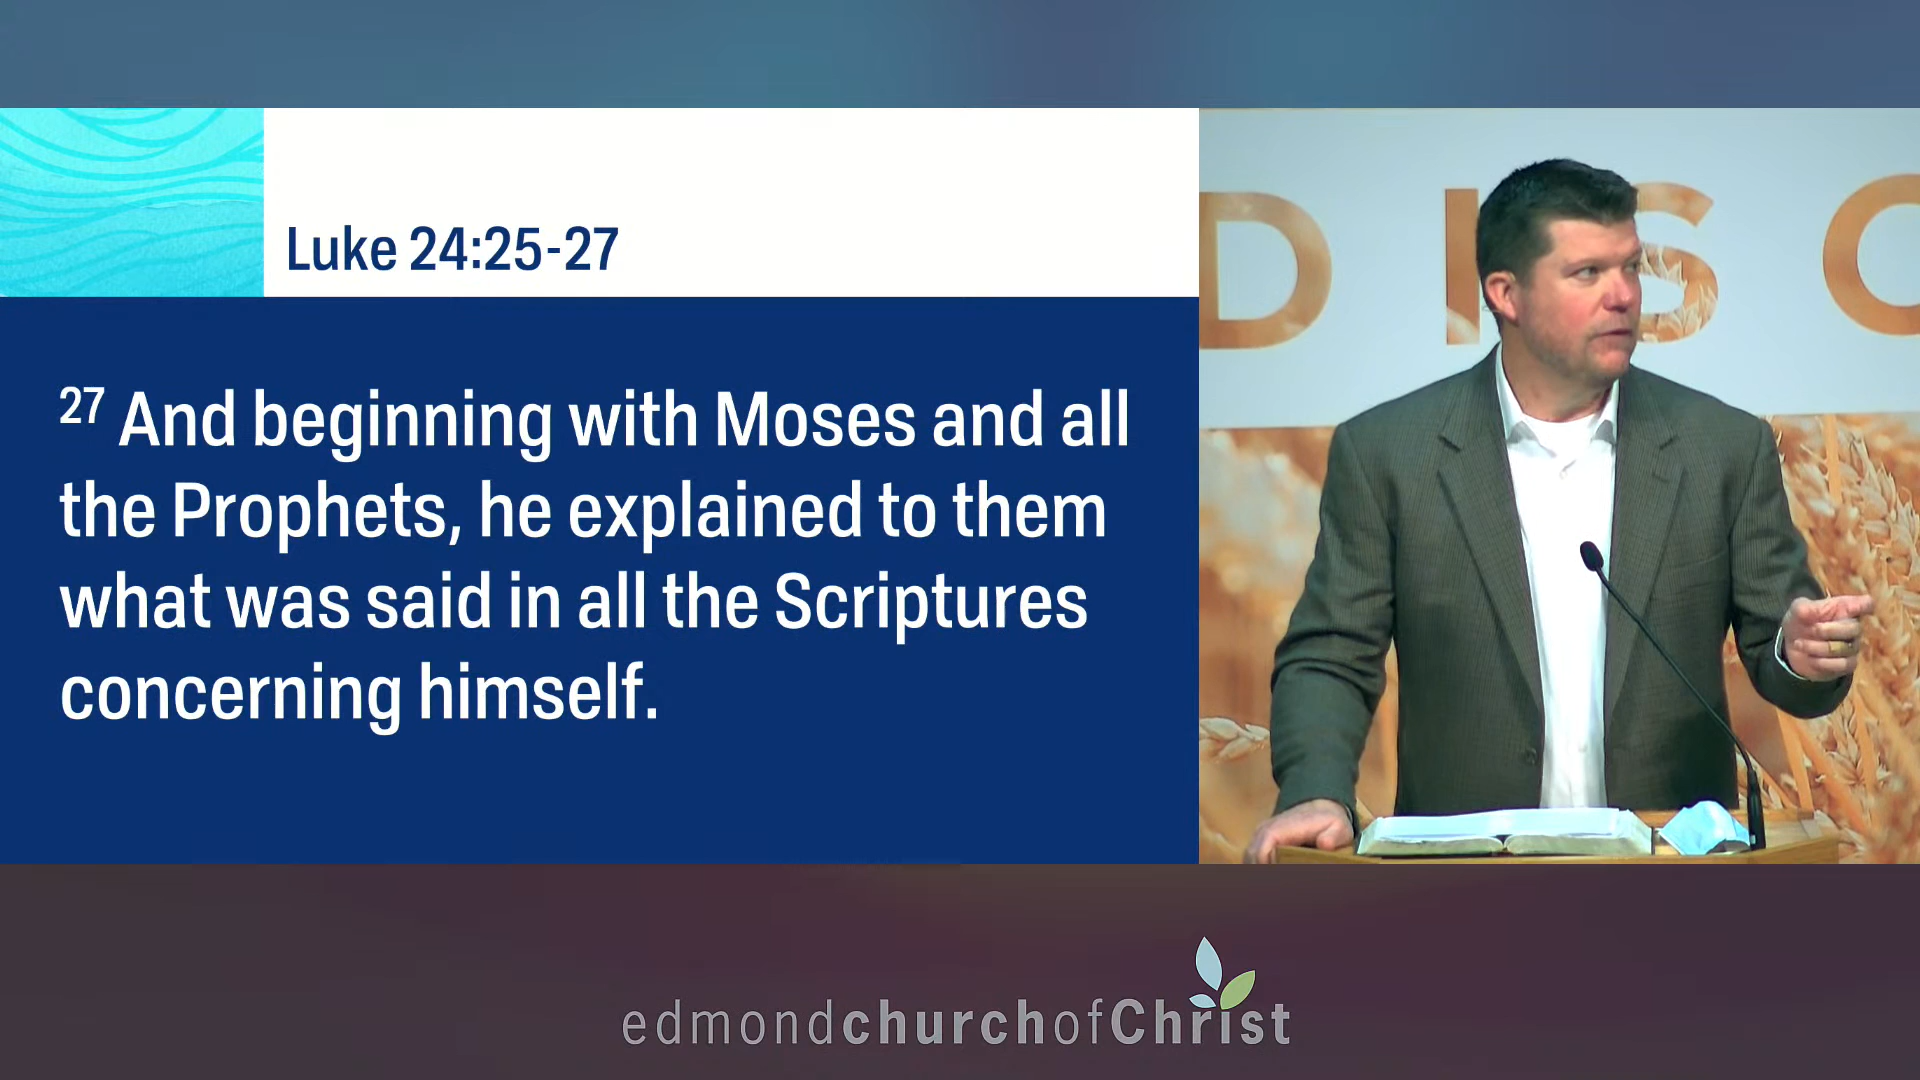 Luke 24:25-27
27 And beginning with Moses and all
the Prophets, he explained to them
what was said in all the Scriptures
concerning himself.
DISC
edmondchurchofChrist